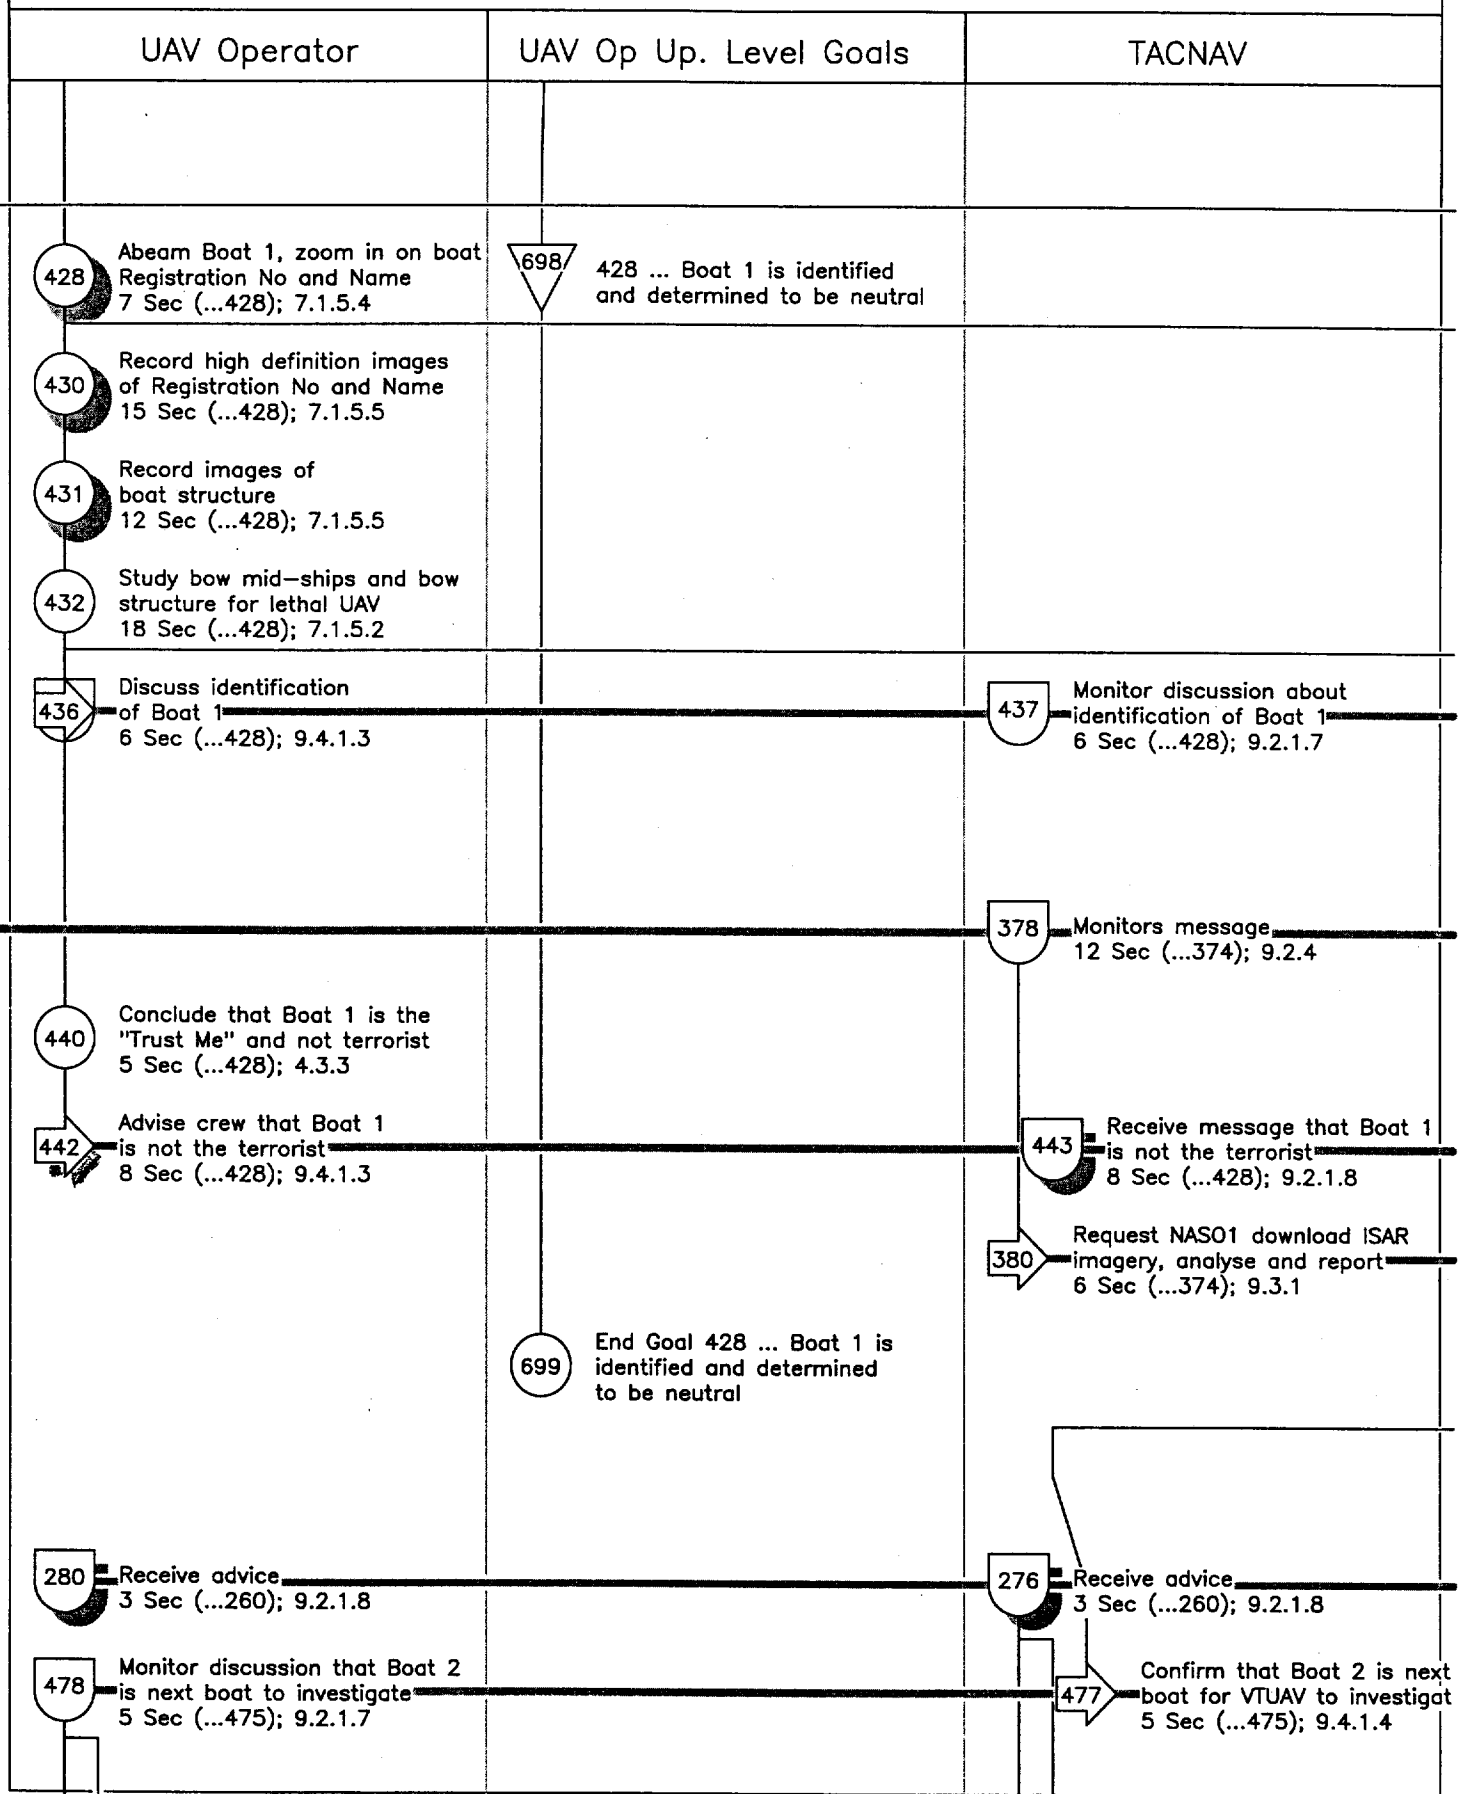 UAV Operator
UAV Op Up. Level Goals
TACNAV
428
Abeam Boat 1, zoom in on boat
Registration No and Name
7 Sec (...428); 7.1.5.4
698
428 ... Boat 1 is identified
and determined to be neutral
430
Record high definition images
of Registration No and Name
15 Sec (...428); 7.1.5.5
431
Record images of
boat structure
12 Sec (...428); 7.1.5.5
432
Study bow mid-ships and bow
structure for lethal UAV
18 Sec (...428); 7.1.5.2
436
Discuss identification
of Boat 1
6 Sec (...428); 9.4.1.3
437
Monitor discussion about
identification of Boat 1
6 Sec (...428); 9.2.1.7
378
Monitors message
12 Sec (...374); 9.2.4
440
Conclude that Boat 1 is the
"Trust Me" and not terrorist
5 Sec (...428); 4.3.3
442
Advise crew that Boat 1
is not the terrorist
8 Sec (...428); 9.4.1.3
443
Receive message that Boat 1
is not the terrorist
8 Sec (...428); 9.2.1.8
380
Request NASO1 download ISAR
imagery, analyse and report
6 Sec (...374); 9.3.1
699
End Goal 428 ... Boat 1 is
identified and determined
to be neutral
280
Receive advice
3 Sec (...260); 9.2.1.8
276
Receive advice
3 Sec (...260); 9.2.1.8
478
Monitor discussion that Boat 2
is next boat to investigate
5 Sec (...475); 9.2.1.7
477
Confirm that Boat 2 is next
boat for VTUAV to investigat
5 Sec (...475); 9.4.1.4